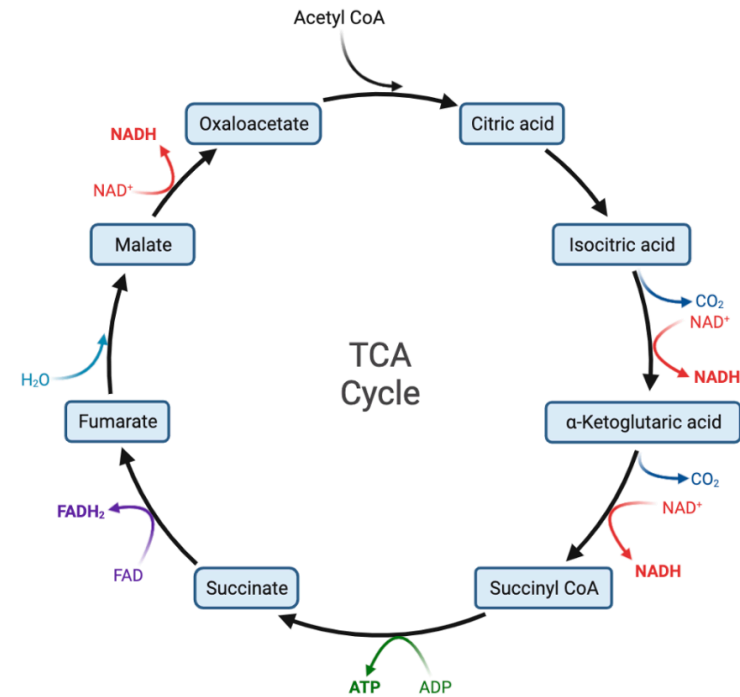 Acetyl CoA
Oxaloacetate
Citric acid
NADH
NAD⁺
Malate
Isocitric acid
CO₂
NAD⁺
NADH
TCA
Cycle
H₂O
Fumarate
α-Ketoglutaric acid
CO₂
NAD⁺
NADH
FADH₂
FAD
Succinate
Succinyl CoA
ATP
ADP